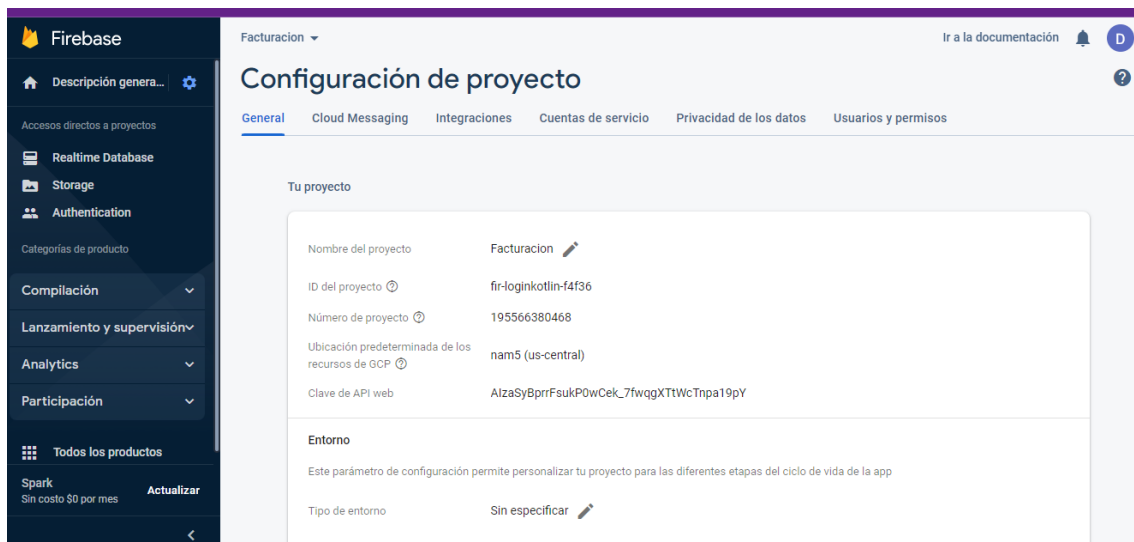 Firebase
Facturacion
Ir a la documentación
D
Descripción genera...
Configuración de proyecto
General Cloud Messaging Integraciones Cuentas de servicio Privacidad de los datos Usuarios y permisos
Accesos directos a proyectos
Realtime Database
Storage
Authentication
Categorías de producto
Compilación
Lanzamiento y supervisión
Analytics
Participación
Todos los productos
Spark
Sin costo $0 por mes
Actualizar
Tu proyecto
Nombre del proyecto Facturacion
ID del proyecto fir-loginkotlin-f4f36
Número de proyecto 195566380468
Ubicación predeterminada de los
recursos de GCP nam5 (us-central)
Clave de API web AIzaSyBprrFsukP0wCek_7fwqgXTtWcTnpa19pY
Entorno
Este parámetro de configuración permite personalizar tu proyecto para las diferentes etapas del ciclo de vida de la app
Tipo de entorno Sin especificar